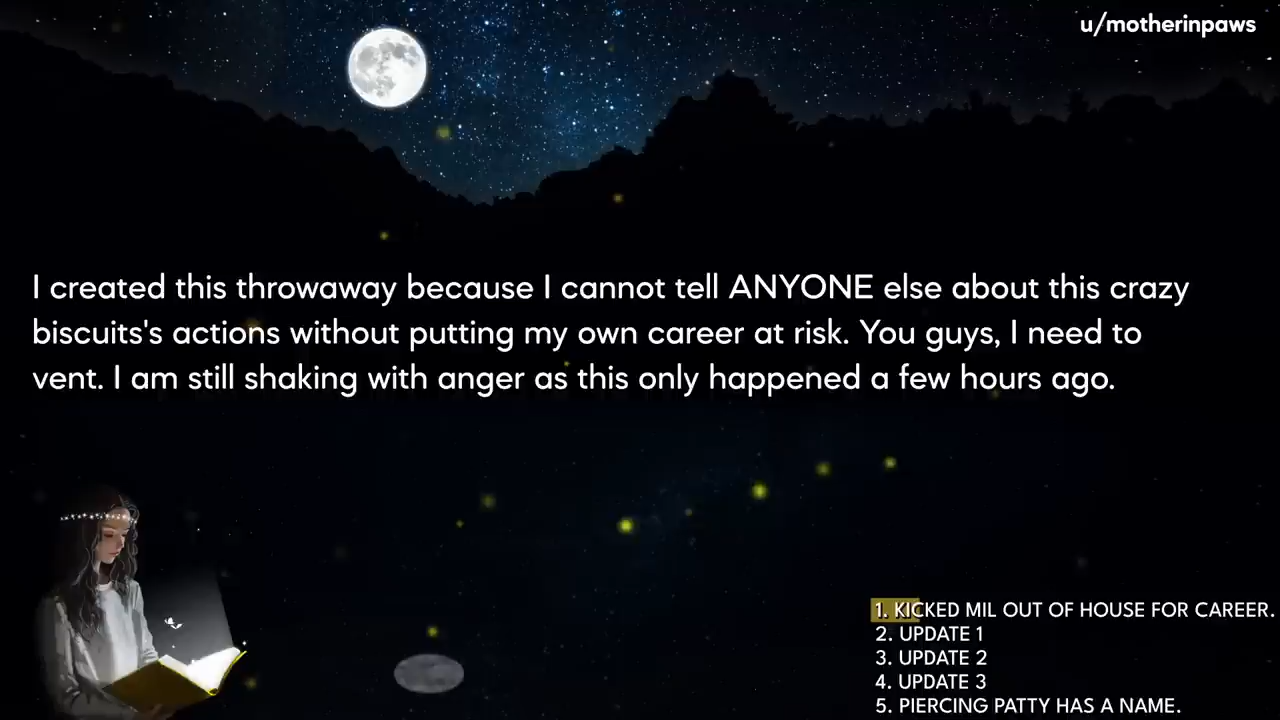 u/motherinpaws
I created this throwaway because I cannot tell ANYONE else about this crazy
biscuits's actions without putting my own career at risk. You guys, I need to
vent. I am still shaking with anger as this only happened a few hours ago.
1. KICKED MIL OUT OF HOUSE FOR CAREER.
2. UPDATE 1
3. UPDATE 2
4. UPDATE 3
5. PIERCING PATTY HAS A NAME.